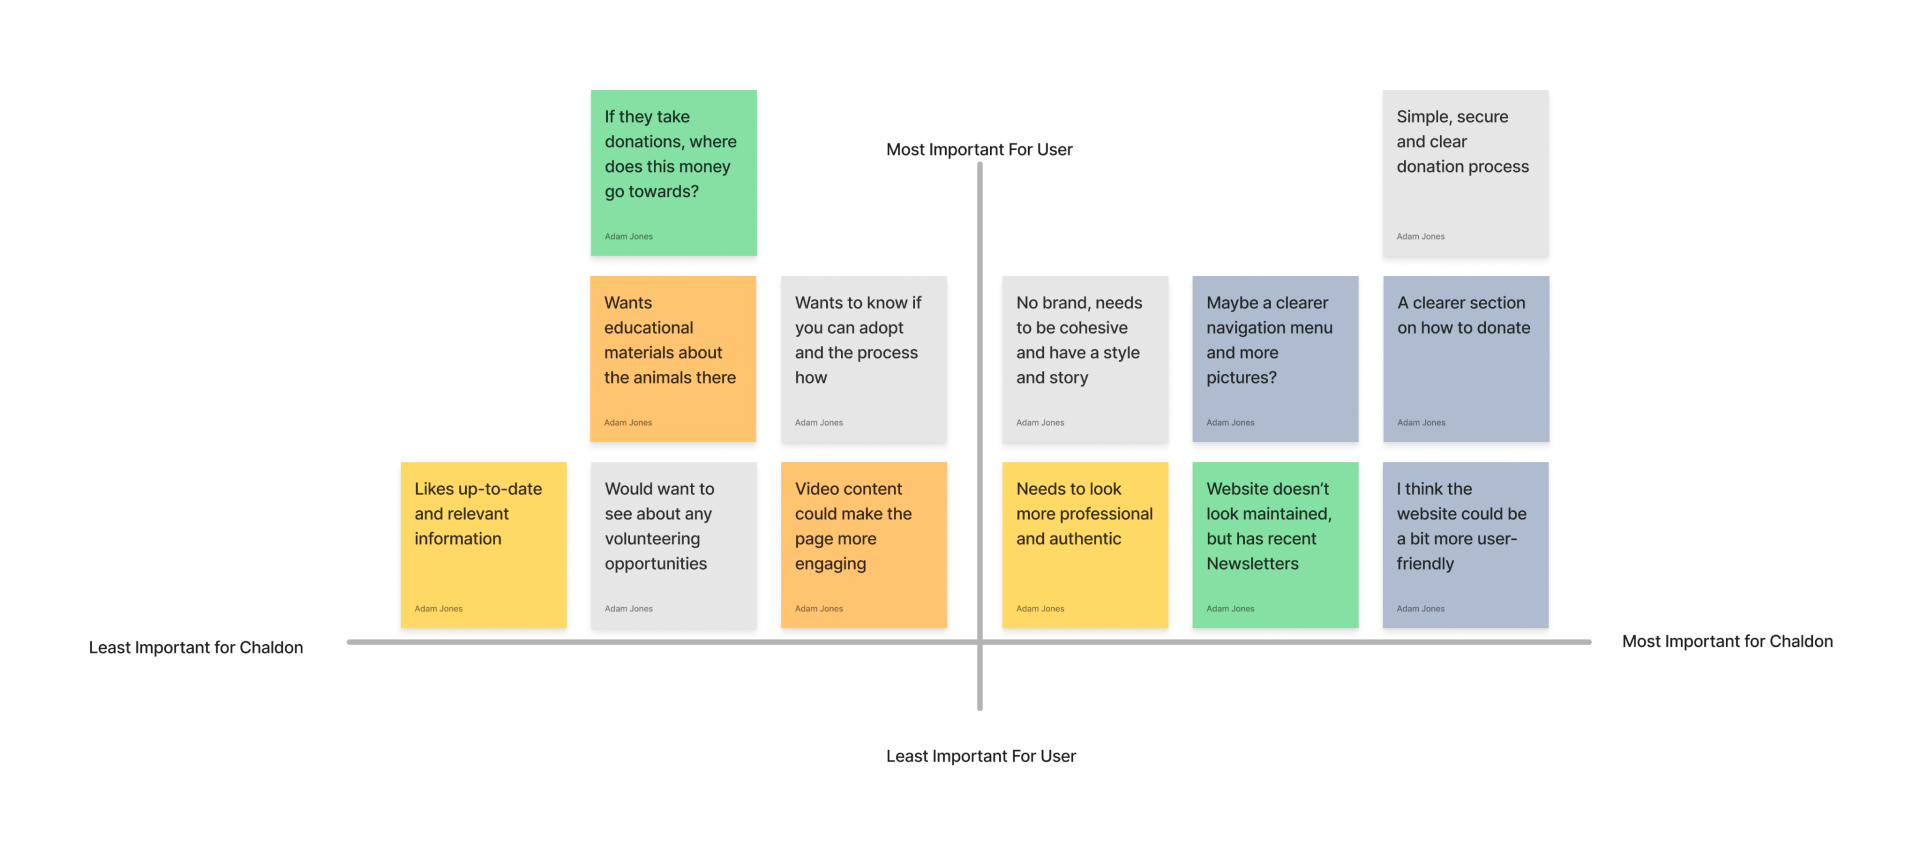 If they take
donations, where
does this money
go towards?
Adam Jones
Most Important For User
Simple, secure
and clear
donation process
Adam Jones
Wants
educational
materials about
the animals there
Adam Jones
Wants to know if
you can adopt
and the process
how
Adam Jones
No brand, needs
to be cohesive
and have a style
and story
Adam Jones
Maybe a clearer
navigation menu
and more
pictures?
Adam Jones
A clearer section
on how to donate
Adam Jones
Likes up-to-date
and relevant
information
Adam Jones
Would want to
see about any
volunteering
opportunities
Adam Jones
Video content
could make the
page more
engaging
Adam Jones
Needs to look
more professional
and authentic
Adam Jones
Website doesn’t
look maintained,
but has recent
Newsletters
Adam Jones
I think the
website could be
a bit more user-
friendly
Adam Jones
Least Important for Chaldon
Most Important for Chaldon
Least Important For User